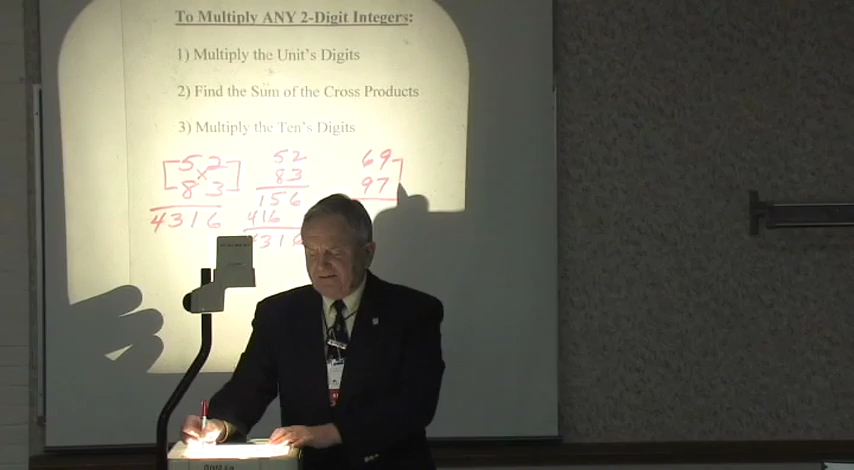 To Multiply ANY 2-Digit Integers:
1) Multiply the Unit's Digits
2) Find the Sum of the Cross Products
3) Multiply the Ten's Digits
52
× 
83
4316
52
83
156
416
4316
69
97